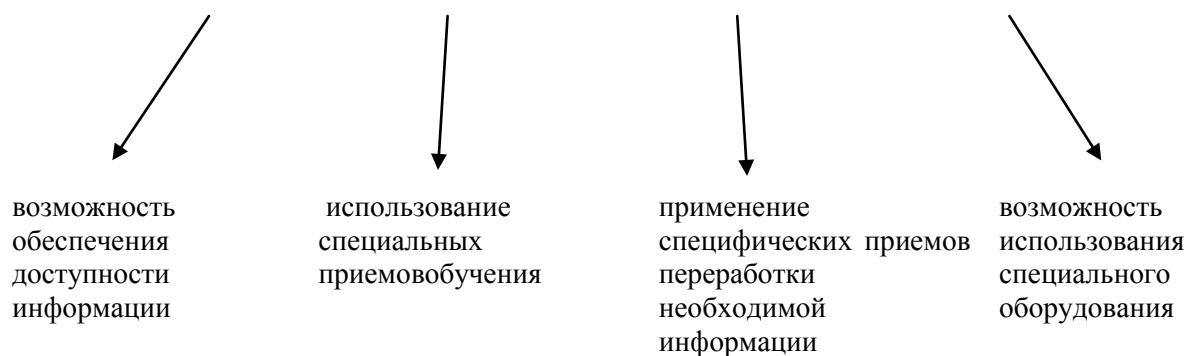 возможность
обеспечения
доступности
информации
использование
специальных
приемовобучения
применение
специфических приемов
переработки
необходимой
информации
возможность
использования
специального
оборудования